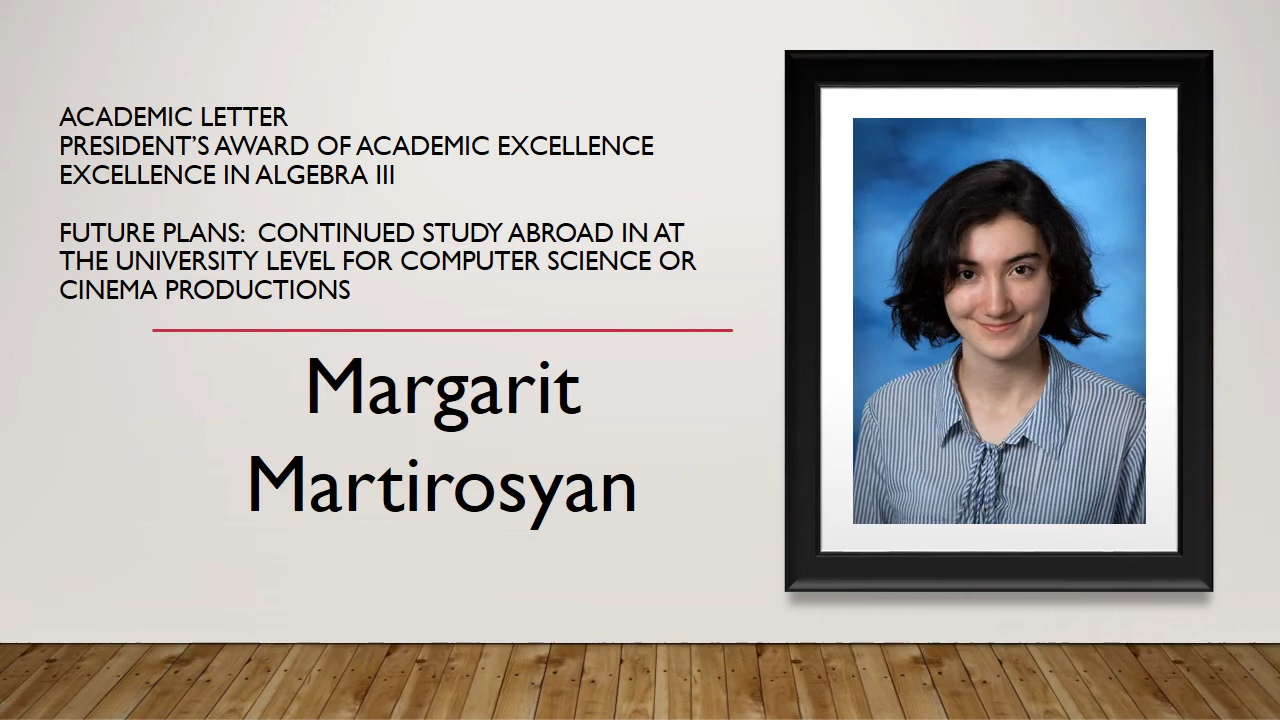 ACADEMIC LETTER
PRESIDENT’S AWARD OF ACADEMIC EXCELLENCE
EXCELLENCE IN ALGEBRA III
FUTURE PLANS:  CONTINUED STUDY ABROAD IN AT
THE UNIVERSITY LEVEL FOR COMPUTER SCIENCE OR
CINEMA PRODUCTIONS
Margarit
Martirosyan